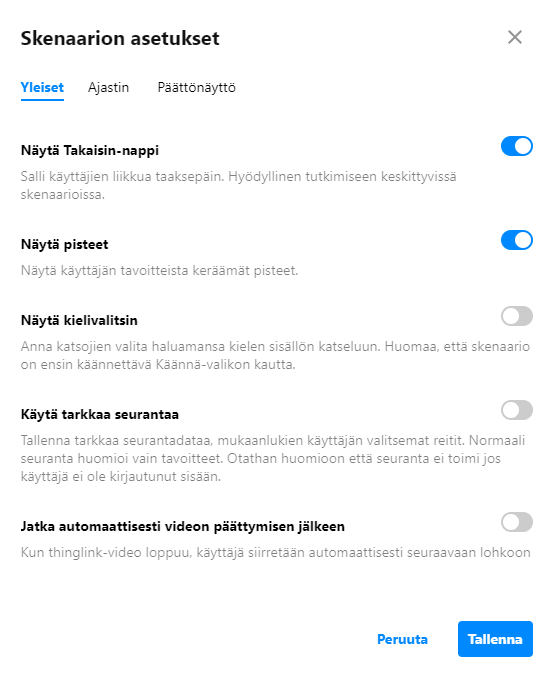 Skenaarion asetukset
Yleiset Ajastin Päättönäyttö
Näytä Takaisin-nappi
Salli käyttäjien liikkua taaksepäin. Hyödyllinen tutkimiseen keskittyvissä
skenaarioissa.
Näytä pisteet
Näytä käyttäjän tavoitteista keräämät pisteet.
Näytä kielivalitsin
Anna katsojien valita haluamansa kielen sisällön katseluun. Huomaa, että skenaario
on ensin käännettävä Käännä-valikon kautta.
Käytä tarkkaa seurantaa
Tallenna tarkkaa seurantadataa, mukaanlukien käyttäjän valitsemat reitit. Normaali
seuranta huomioi vain tavoitteet. Otathan huomioon että seuranta ei toimi jos
käyttäjä ei ole kirjautunut sisään.
Jatka automaattisesti videon päättymisen jälkeen
Kun thinglink-video loppuu, käyttäjä siirretään automaattisesti seuraavaan lohkoon
Peruuta Tallenna